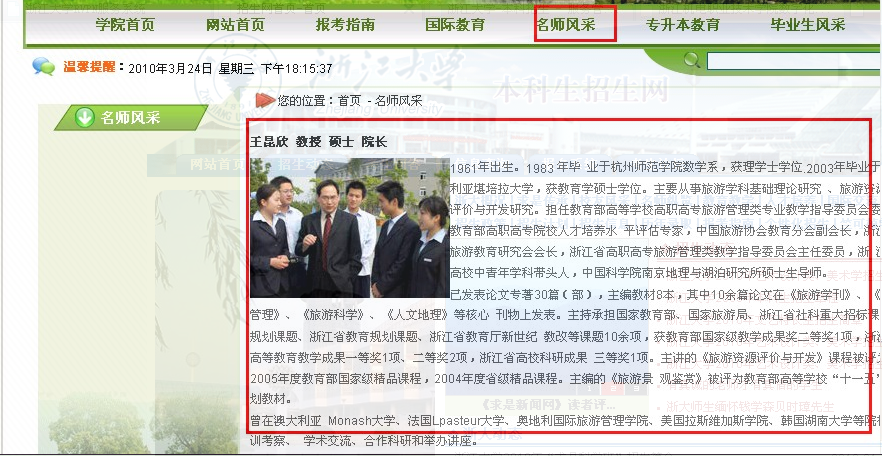 学院首页 网站首页 报考指南 国际教育 名师风采 专升本教育 毕业生风采
温馨提醒：2010年3月24日 星期三 下午18:15:37
名师风采
您的位置：首页 - 名师风采
浙江大学
本科生招生网
王昆欣 教授 硕士 院长
1961年出生。1983 年毕 业于杭州师范学院数学系，获理学士学位.2003年毕业于
利亚堪培拉大学，获教育学硕士学位。主要从事旅游学科基础理论研究 、旅游资
评价与开发研究。担任教育部高等学校高职高专旅游管理类专业教学指导委员会委
教育部高职高专院校人才培养水 平评估专家，中国旅游协会教育分会副会长，浙江
旅游教育研究会会长，浙江省高职高专旅游管理类教学指导委员会主任委员，浙江
高校中青年学科带头人，中国科学院南京地理与湖泊研究所硕士生导师。
已发表论文专著30篇（部），主编教材8本，其中10余篇论文在《旅游学刊》、《
管理》、《旅游科学》、《人文地理》等核心 刊物上发表。主持承担国家教育部、国家旅游局、浙江省社科重大招标课
规划课题、浙江省教育规划课题、浙江省教育厅新世纪 教改等课题10余项，获教育部国家级教学成果奖二等奖1项，浙
高等教育教学成果一等奖1项、二等奖2项，浙江省高校科研成果 三等奖1项。主讲的《旅游资源评价与开发》课程被评为
2005年度教育部国家级精品课程，2004年度省级精品课程。主编的《旅游景 观鉴赏》被评为教育部高等学校“十一五”
划教材。
曾在澳大利亚 Monash大学、法国Lpasteur大学、奥地利国际旅游管理学院、美国拉斯维加斯学院、韩国湖南大学等院校
训考察、 学术交流、合作科研和举办讲座。